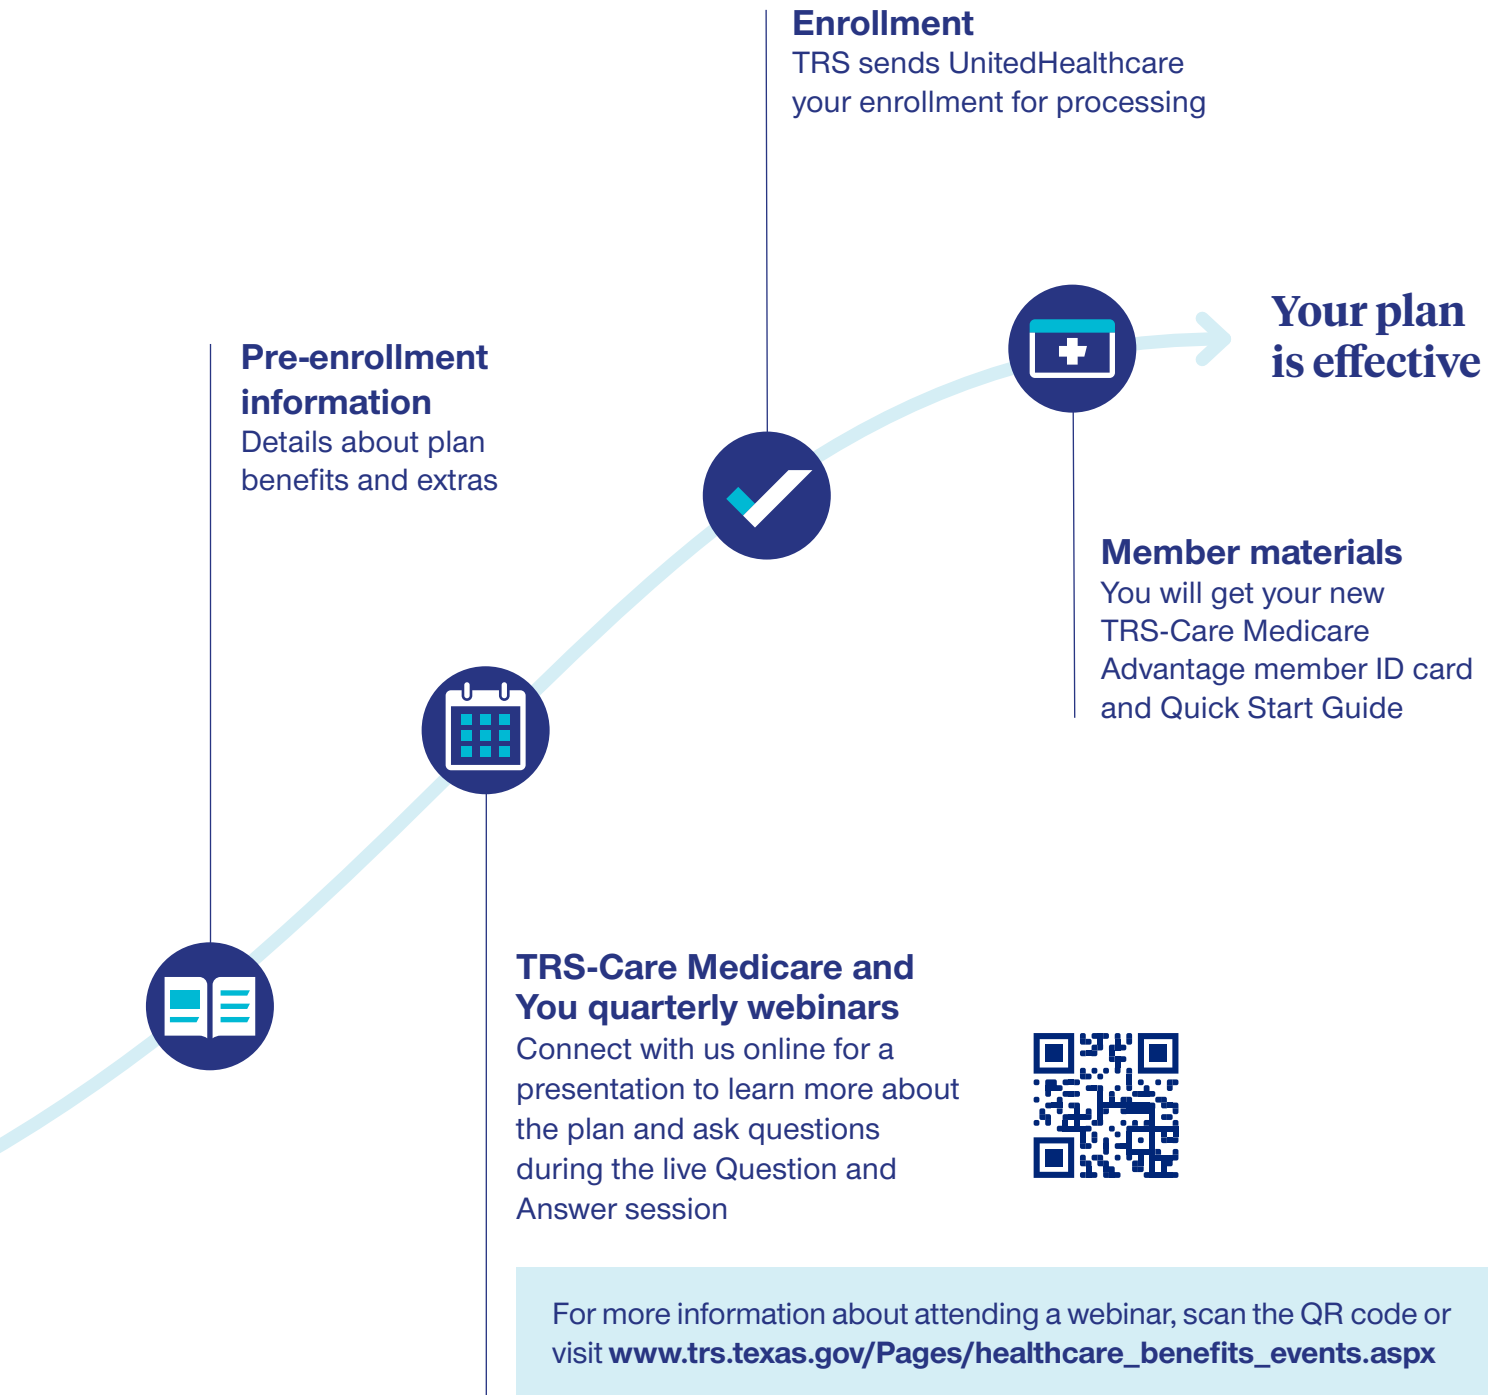 Enrollment
TRS sends UnitedHealthcare
your enrollment for processing
Your plan
is effective
Pre-enrollment
information
Details about plan
benefits and extras
Member materials
You will get your new
TRS-Care Medicare
Advantage member ID card
and Quick Start Guide
TRS-Care Medicare and
You quarterly webinars
Connect with us online for a
presentation to learn more about
the plan and ask questions
during the live Question and
Answer session
For more information about attending a webinar, scan the QR code or
visit www.trs.texas.gov/Pages/healthcare_benefits_events.aspx